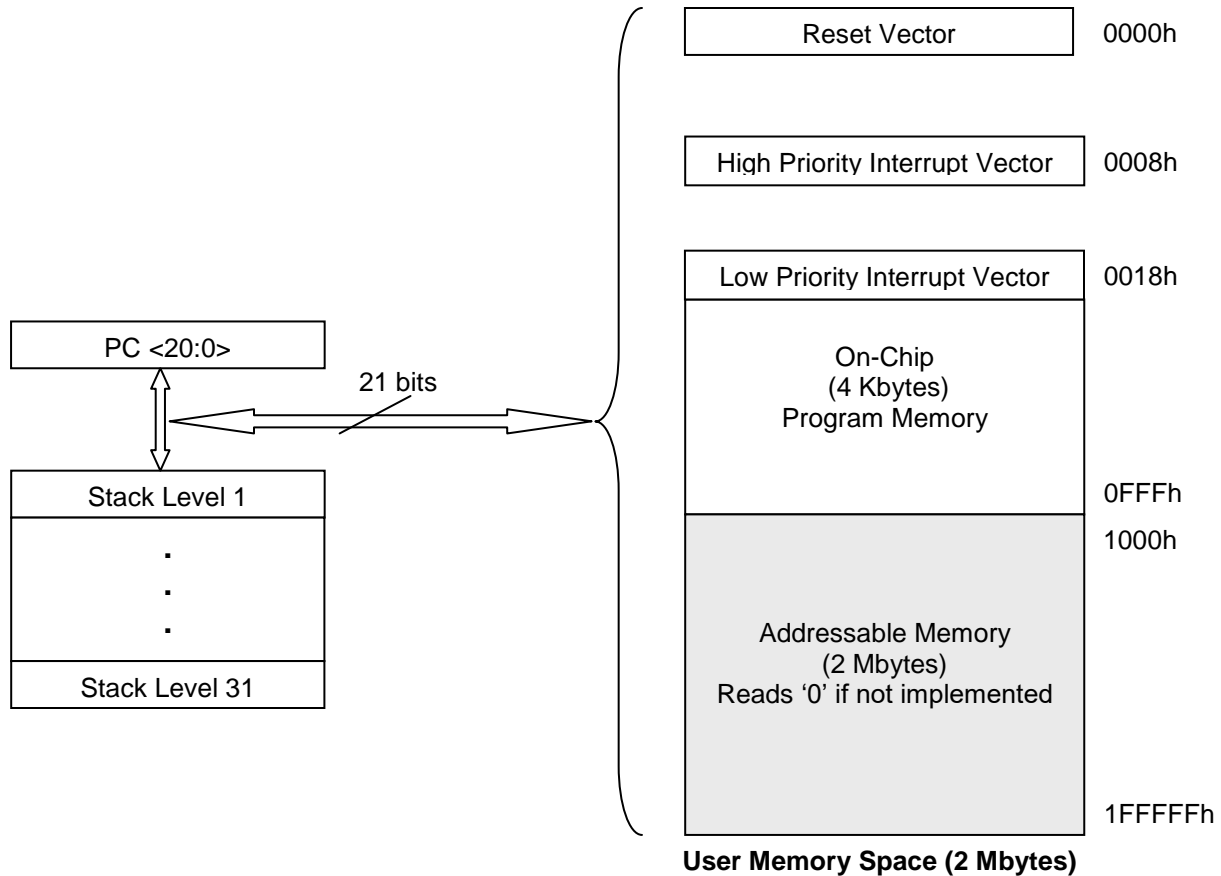 Reset Vector
0000h
High Priority Interrupt Vector
0008h
Low Priority Interrupt Vector
0018h
PC <20:0>
21 bits
On-Chip
(4 Kbytes)
Program Memory
Stack Level 1
0FFFh
1000h
.
.
.
Addressable Memory
(2 Mbytes)
Reads ‘0’ if not implemented
Stack Level 31
1FFFFFh
User Memory Space (2 Mbytes)